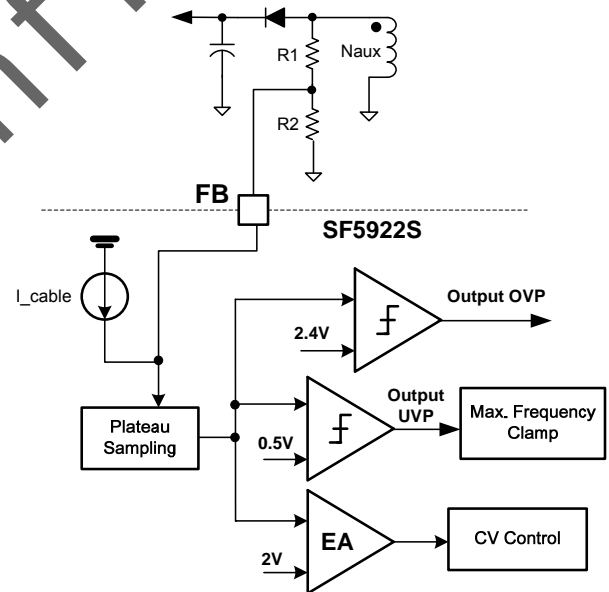 R1
Naux
R2
FB
SF5922S
I_cable
Output OVP
2.4V
Plateau
Sampling
Output
UVP
0.5V
Max. Frequency
Clamp
EA
2V
CV Control